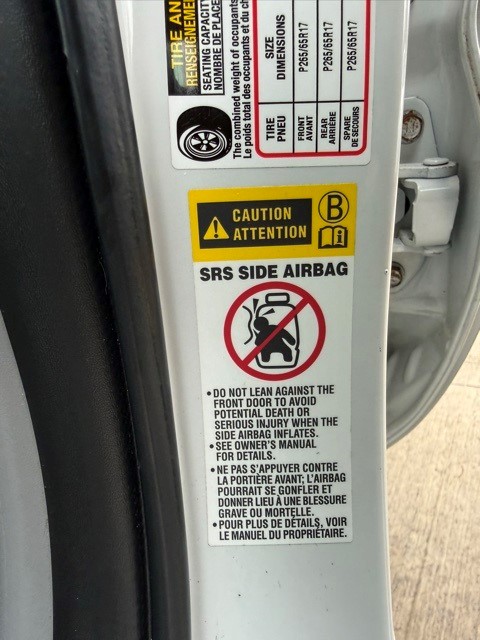 TIRE AN
RENSEIGNEME
SEATING CAPACITY
NOMBRE DE PLACE
The combined weight of occupants
Le poids total des occupants et du ch
TIRE
PNEU
SIZE
DIMENSIONS
FRONT
AVANT
P265/65R17
REAR
ARRIÈRE
P265/65R17
SPARE
DE SECOURS
P265/65R17
CAUTION
ATTENTION
B
SRS SIDE AIRBAG
• DO NOT LEAN AGAINST THE
FRONT DOOR TO AVOID
POTENTIAL DEATH OR
SERIOUS INJURY WHEN THE
SIDE AIRBAG INFLATES.
• SEE OWNER'S MANUAL
FOR DETAILS.
• NE PAS S'APPUYER CONTRE
LA PORTIÈRE AVANT; L'AIRBAG
POURRAIT SE GONFLER ET
DONNER LIEU À UNE BLESSURE
GRAVE OU MORTELLE.
• POUR PLUS DE DÉTAILS, VOIR
LE MANUEL DU PROPRIÉTAIRE.